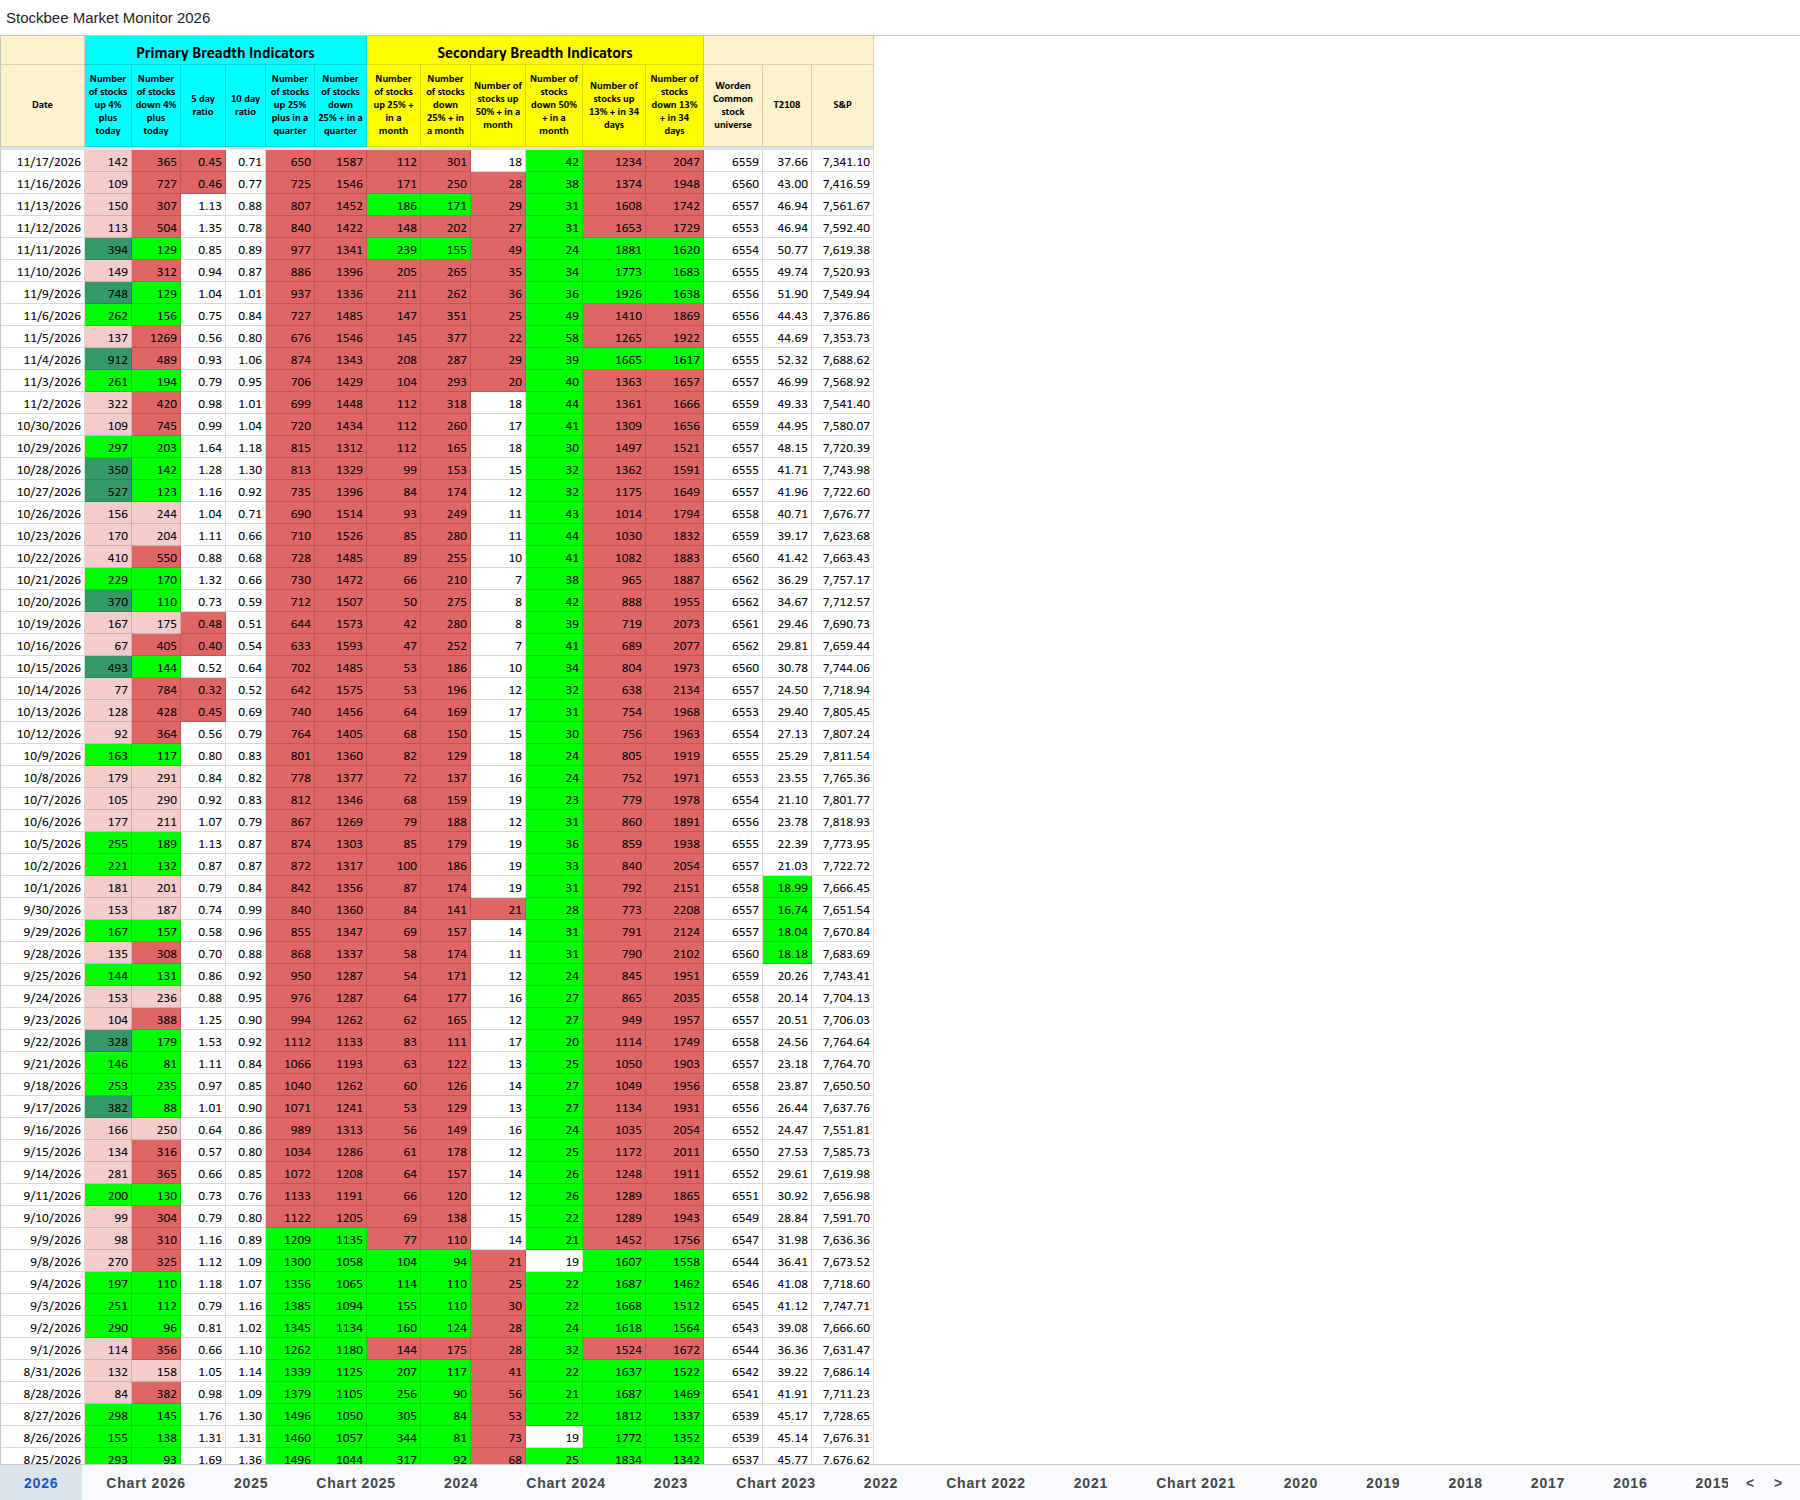 Stockbee Market Monitor 2026
Primary Breadth Indicators Secondary Breadth Indicators
Date Number of stocks up 4% plus today Number of stocks down 4% plus today 5 day ratio 10 day ratio Number of stocks up 25% plus in a quarter Number of stocks down 25% + in a quarter Number of stocks up 25% + in a month Number of stocks down 25% + in a month Number of stocks up 50% + in a month Number of stocks down 50% + in a month Number of stocks up 13% + in 34 days Number of stocks down 13% + in 34 days Worden Common stock universe T2108 S&P
11/17/2026 142 365 0.45 0.71 650 1587 112 301 18 42 1234 2047 6559 37.66 7,341.10
11/16/2026 109 727 0.46 0.77 725 1546 171 250 28 38 1374 1948 6560 43.00 7,416.59
11/13/2026 150 307 1.13 0.88 807 1452 186 171 29 31 1608 1742 6557 46.94 7,561.67
11/12/2026 113 504 1.35 0.78 840 1422 148 202 27 31 1653 1729 6553 46.94 7,592.40
11/11/2026 394 129 0.85 0.89 977 1341 239 155 49 24 1881 1620 6554 50.77 7,619.38
11/10/2026 149 312 0.94 0.87 886 1396 205 265 35 34 1773 1683 6555 49.74 7,520.93
11/9/2026 748 129 1.04 1.01 937 1336 211 262 36 36 1926 1638 6556 51.90 7,549.94
11/6/2026 262 156 0.75 0.84 727 1485 147 351 25 49 1410 1869 6556 44.43 7,376.86
11/5/2026 137 1269 0.56 0.80 676 1546 145 377 22 58 1265 1922 6555 44.69 7,353.73
11/4/2026 912 489 0.93 1.06 874 1343 208 287 29 39 1665 1617 6555 52.32 7,688.62
11/3/2026 261 194 0.79 0.95 706 1429 104 293 20 40 1363 1657 6557 46.99 7,568.92
11/2/2026 322 420 0.98 1.01 699 1448 112 318 18 44 1361 1666 6559 49.33 7,541.40
10/30/2026 109 745 0.99 1.04 720 1434 112 260 17 41 1309 1656 6559 44.95 7,580.07
10/29/2026 297 203 1.64 1.18 815 1312 112 165 18 30 1497 1521 6557 48.15 7,720.39
10/28/2026 350 142 1.28 1.30 813 1329 99 153 15 32 1362 1591 6555 41.71 7,743.98
10/27/2026 527 123 1.16 0.92 735 1396 84 174 12 32 1175 1649 6557 41.96 7,722.60
10/26/2026 156 244 1.04 0.71 690 1514 93 249 11 43 1014 1794 6558 40.71 7,676.77
10/23/2026 170 204 1.11 0.66 710 1526 85 280 11 44 1030 1832 6559 39.17 7,623.68
10/22/2026 410 550 0.88 0.68 728 1485 89 255 10 41 1082 1883 6560 41.42 7,663.43
10/21/2026 229 170 1.32 0.66 730 1472 66 210 7 38 965 1887 6562 36.29 7,757.17
10/20/2026 370 110 0.73 0.59 712 1507 50 275 8 42 888 1955 6562 34.67 7,712.57
10/19/2026 167 175 0.48 0.51 644 1573 42 280 8 39 719 2073 6561 29.46 7,690.73
10/16/2026 67 405 0.40 0.54 633 1593 47 252 7 41 689 2077 6562 29.81 7,659.44
10/15/2026 493 144 0.52 0.64 702 1485 53 186 10 34 804 1973 6560 30.78 7,744.06
10/14/2026 77 784 0.32 0.52 642 1575 53 196 12 32 638 2134 6557 24.50 7,718.94
10/13/2026 128 428 0.45 0.69 740 1456 64 169 17 31 754 1968 6553 29.40 7,805.45
10/12/2026 92 364 0.56 0.79 764 1405 68 150 15 30 756 1963 6554 27.13 7,807.24
10/9/2026 163 117 0.80 0.83 801 1360 82 129 18 24 805 1919 6555 25.29 7,811.54
10/8/2026 179 291 0.84 0.82 778 1377 72 137 16 24 752 1971 6553 23.55 7,765.36
10/7/2026 105 290 0.92 0.83 812 1346 68 159 19 23 779 1978 6554 21.10 7,801.77
10/6/2026 177 211 1.07 0.79 867 1269 79 188 12 31 860 1891 6556 23.78 7,818.93
10/5/2026 255 189 1.13 0.87 874 1303 85 179 19 36 859 1938 6555 22.39 7,773.95
10/2/2026 221 132 0.87 0.87 872 1317 100 186 19 33 840 2054 6557 21.03 7,722.72
10/1/2026 181 201 0.79 0.84 842 1356 87 174 19 31 792 2151 6558 18.99 7,666.45
9/30/2026 153 187 0.74 0.99 840 1360 84 141 21 28 773 2208 6557 16.74 7,651.54
9/29/2026 167 157 0.58 0.96 855 1347 69 157 14 31 791 2124 6557 18.04 7,670.84
9/28/2026 135 308 0.70 0.88 868 1337 58 174 11 31 790 2102 6560 18.18 7,683.69
9/25/2026 144 131 0.86 0.92 950 1287 54 171 12 24 845 1951 6559 20.26 7,743.41
9/24/2026 153 236 0.88 0.95 976 1287 64 177 16 27 865 2035 6558 20.14 7,704.13
9/23/2026 104 388 1.25 0.90 994 1262 62 165 12 27 949 1957 6557 20.51 7,706.03
9/22/2026 328 179 1.53 0.92 1112 1133 83 111 17 20 1114 1749 6558 24.56 7,764.64
9/21/2026 146 81 1.11 0.84 1066 1193 63 122 13 25 1050 1903 6557 23.18 7,764.70
9/18/2026 253 235 0.97 0.85 1040 1262 60 126 14 27 1049 1956 6558 23.87 7,650.50
9/17/2026 382 88 1.01 0.90 1071 1241 53 129 13 27 1134 1931 6556 26.44 7,637.76
9/16/2026 166 250 0.64 0.86 989 1313 56 149 16 24 1035 2054 6552 24.47 7,551.81
9/15/2026 134 316 0.57 0.80 1034 1286 61 178 12 25 1172 2011 6550 27.53 7,585.73
9/14/2026 281 365 0.66 0.85 1072 1208 64 157 14 26 1248 1911 6552 29.61 7,619.98
9/11/2026 200 130 0.73 0.76 1133 1191 66 120 12 26 1289 1865 6551 30.92 7,656.98
9/10/2026 99 304 0.79 0.80 1122 1205 69 138 15 22 1289 1943 6549 28.84 7,591.70
9/9/2026 98 310 1.16 0.89 1209 1135 77 110 14 21 1452 1756 6547 31.98 7,636.36
9/8/2026 270 325 1.12 1.09 1300 1058 104 94 21 19 1607 1558 6544 36.41 7,673.52
9/4/2026 197 110 1.18 1.07 1356 1065 114 110 25 22 1687 1462 6546 41.08 7,718.60
9/3/2026 251 112 0.79 1.16 1385 1094 155 110 30 22 1668 1512 6545 41.12 7,747.71
9/2/2026 290 96 0.81 1.02 1345 1134 160 124 28 24 1618 1564 6543 39.08 7,666.60
9/1/2026 114 356 0.66 1.10 1262 1180 144 175 28 32 1524 1672 6544 36.36 7,631.47
8/31/2026 132 158 1.05 1.14 1339 1125 207 117 41 22 1637 1522 6542 39.22 7,686.14
8/28/2026 84 382 0.98 1.09 1379 1105 256 90 56 21 1687 1469 6541 41.91 7,711.23
8/27/2026 298 145 1.76 1.30 1496 1050 305 84 53 22 1812 1337 6539 45.17 7,728.65
8/26/2026 155 138 1.31 1.31 1460 1057 344 81 73 19 1772 1352 6539 45.14 7,676.31
8/25/2026 293 93 1.69 1.36 1496 1044 317 92 68 25 1834 1342 6537 45.77 7,676.62
2026 Chart 2026 2025 Chart 2025 2024 Chart 2024 2023 Chart 2023 2022 Chart 2022 2021 Chart 2021 2020 2019 2018 2017 2016 2015 < >